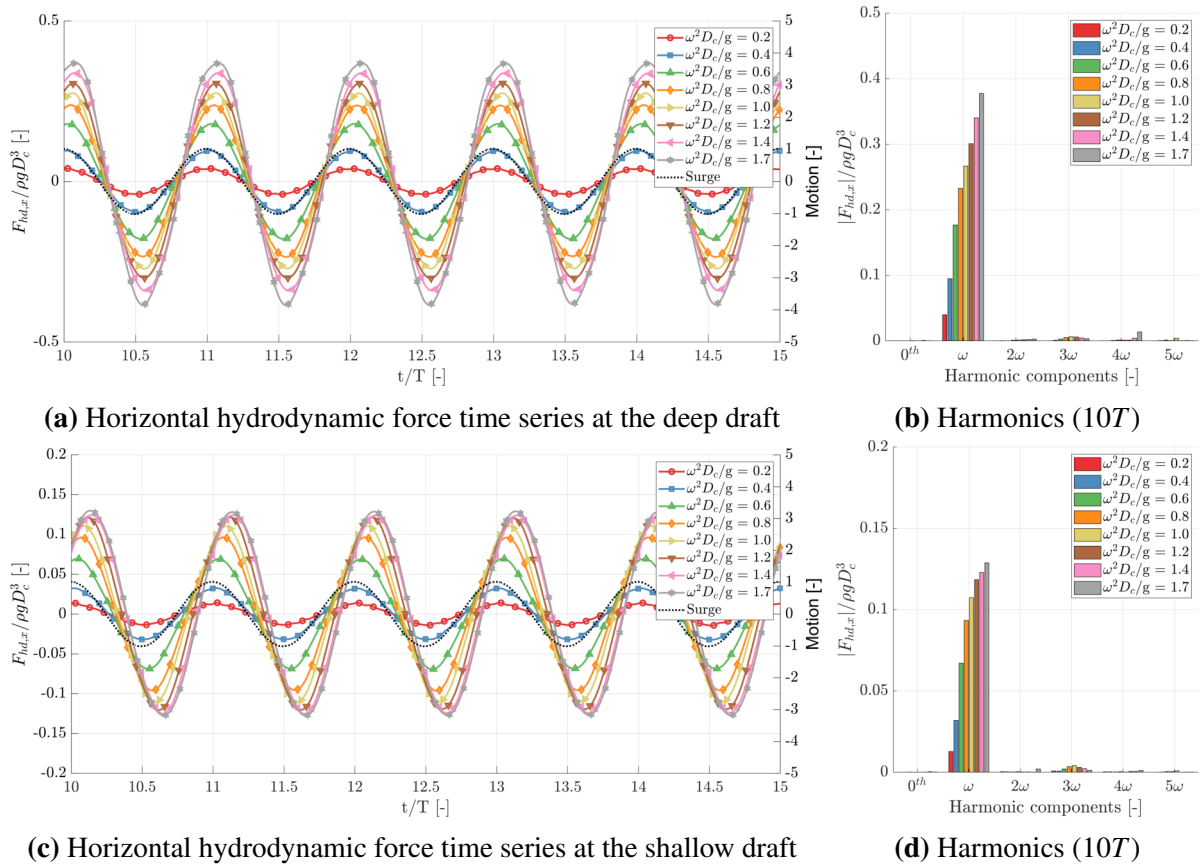 0.5
0
-0.5
F_{hd,x}/ρgD_c^3 [-]
5
4
3
2
1
0
-1
-2
-3
-4
-5
Motion [-]
ω²D_c/g = 0.2
ω²D_c/g = 0.4
ω²D_c/g = 0.6
ω²D_c/g = 0.8
ω²D_c/g = 1.0
ω²D_c/g = 1.2
ω²D_c/g = 1.4
ω²D_c/g = 1.7
Surge
10 10.5 11 11.5 12 12.5 13 13.5 14 14.5 15
t/T [-]
(a) Horizontal hydrodynamic force time series at the deep draft
0.5
0.4
0.3
0.2
0.1
0
|F_{hd,x}|/ρgD_c^3
ω²D_c/g = 0.2
ω²D_c/g = 0.4
ω²D_c/g = 0.6
ω²D_c/g = 0.8
ω²D_c/g = 1.0
ω²D_c/g = 1.2
ω²D_c/g = 1.4
ω²D_c/g = 1.7
0^{th} ω 2ω 3ω 4ω 5ω
Harmonic components [-]
(b) Harmonics (10T)
0.2
0.15
0.1
0.05
0
-0.05
-0.1
-0.15
-0.2
F_{hd,x}/ρgD_c^3 [-]
5
4
3
2
1
0
-1
-2
-3
-4
-5
Motion [-]
ω²D_c/g = 0.2
ω²D_c/g = 0.4
ω²D_c/g = 0.6
ω²D_c/g = 0.8
ω²D_c/g = 1.0
ω²D_c/g = 1.2
ω²D_c/g = 1.4
ω²D_c/g = 1.7
Surge
10 10.5 11 11.5 12 12.5 13 13.5 14 14.5 15
t/T [-]
(c) Horizontal hydrodynamic force time series at the shallow draft
0.2
0.15
0.1
0.05
0
|F_{hd,x}|/ρgD_c^3
ω²D_c/g = 0.2
ω²D_c/g = 0.4
ω²D_c/g = 0.6
ω²D_c/g = 0.8
ω²D_c/g = 1.0
ω²D_c/g = 1.2
ω²D_c/g = 1.4
ω²D_c/g = 1.7
0^{th} ω 2ω 3ω 4ω 5ω
Harmonic components [-]
(d) Harmonics (10T)